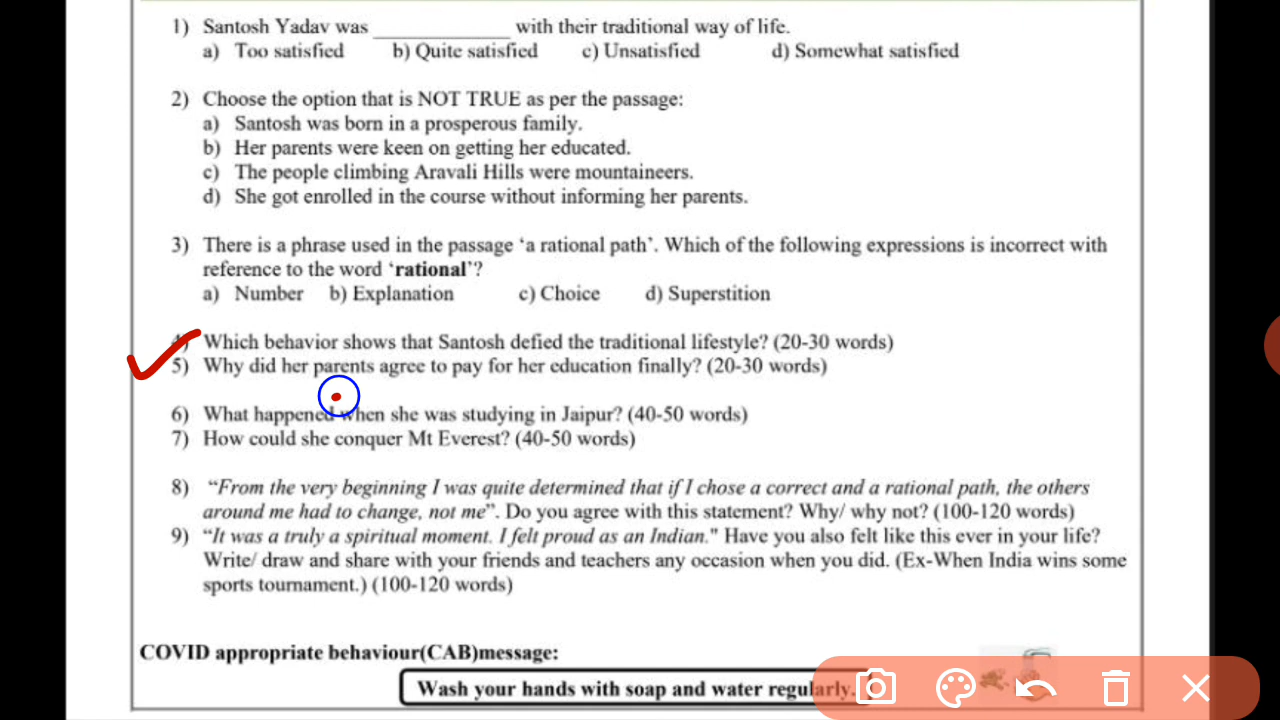 1) Santosh Yadav was _____________ with their traditional way of life.
a) Too satisfied b) Quite satisfied c) Unsatisfied d) Somewhat satisfied
2) Choose the option that is NOT TRUE as per the passage:
a) Santosh was born in a prosperous family.
b) Her parents were keen on getting her educated.
c) The people climbing Aravali Hills were mountaineers.
d) She got enrolled in the course without informing her parents.
3) There is a phrase used in the passage ‘a rational path’. Which of the following expressions is incorrect with
reference to the word ‘rational’?
a) Number b) Explanation c) Choice d) Superstition
4) Which behavior shows that Santosh defied the traditional lifestyle? (20-30 words)
5) Why did her parents agree to pay for her education finally? (20-30 words)
6) What happened when she was studying in Jaipur? (40-50 words)
7) How could she conquer Mt Everest? (40-50 words)
8) “From the very beginning I was quite determined that if I chose a correct and a rational path, the others
around me had to change, not me”. Do you agree with this statement? Why/ why not? (100-120 words)
9) “It was a truly a spiritual moment. I felt proud as an Indian." Have you also felt like this ever in your life?
Write/ draw and share with your friends and teachers any occasion when you did. (Ex-When India wins some
sports tournament.) (100-120 words)
COVID appropriate behaviour(CAB)message:
Wash your hands with soap and water regularly.